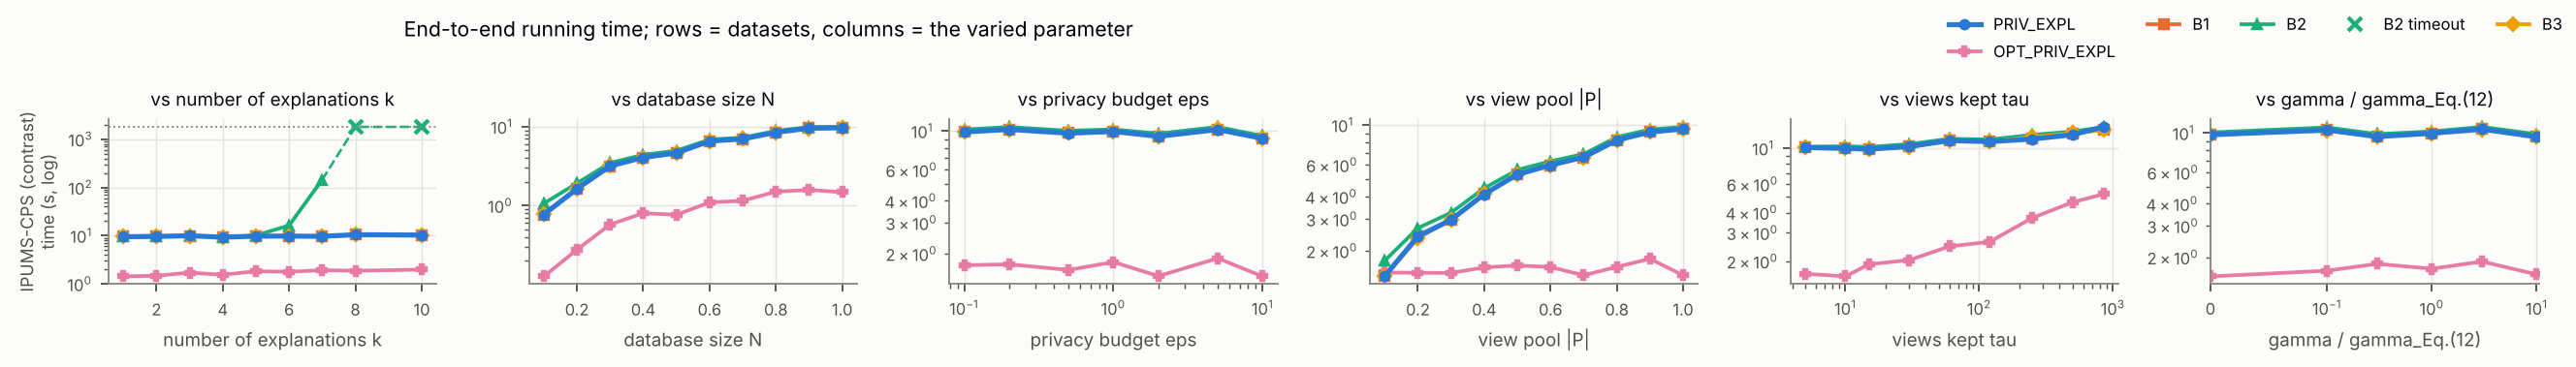 End-to-end running time; rows = datasets, columns = the varied parameter
PRIV_EXPL B1 B2 B2 timeout B3
OPT_PRIV_EXPL
vs number of explanations k
IPUMS-CPS (contrast)
time (s, log)
10³
10²
10¹
10⁰
2 4 6 8 10
number of explanations k
vs database size N
10¹
10⁰
0.2 0.4 0.6 0.8 1.0
database size N
vs privacy budget eps
10¹
6 × 10⁰
4 × 10⁰
3 × 10⁰
2 × 10⁰
10⁻¹ 10⁰ 10¹
privacy budget eps
vs view pool |P|
10¹
6 × 10⁰
4 × 10⁰
3 × 10⁰
2 × 10⁰
0.2 0.4 0.6 0.8 1.0
view pool |P|
vs views kept tau
10¹
6 × 10⁰
4 × 10⁰
3 × 10⁰
2 × 10⁰
10¹ 10² 10³
views kept tau
vs gamma / gamma_Eq.(12)
10¹
6 × 10⁰
4 × 10⁰
3 × 10⁰
2 × 10⁰
0 10⁻¹ 10⁰ 10¹
gamma / gamma_Eq.(12)